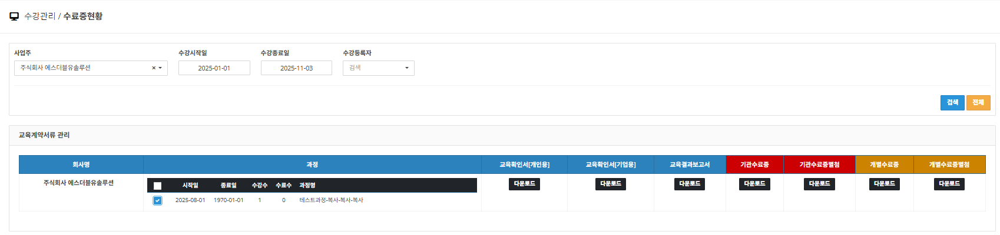 수강관리 / 수료증현황
사업주 수강시작일 수강종료일 수강등록자
주식회사 에스더블유솔루션 × 2025-01-01 2025-11-03 검색
검색 전체
교육계약서류 관리
회사명 과정 교육확인서[개인용] 교육확인서[기업용] 교육결과보고서 기관수료증 기관수료증별첨 개별수료증 개별수료증별첨
주식회사 에스더블유솔루션 시작일 종료일 수강수 수료수 과정명 다운로드 다운로드 다운로드 다운로드 다운로드 다운로드 다운로드
2025-08-01 1970-01-01 1 0 테스트과정-복사-복사-복사